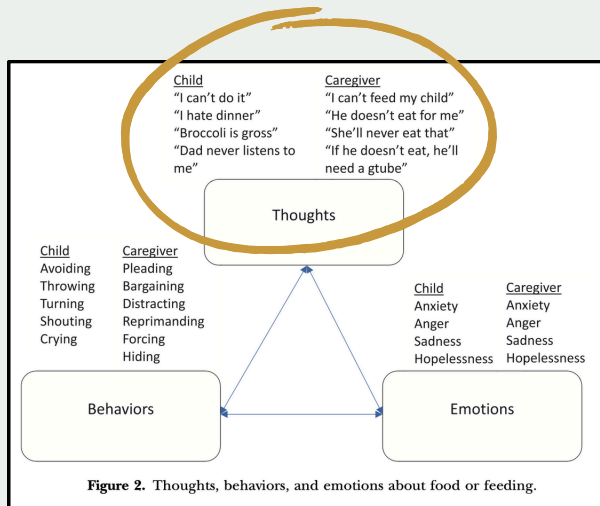 Child
"I can't do it"
"I hate dinner"
"Broccoli is gross"
"Dad never listens to
me"
Caregiver
"I can't feed my child"
"He doesn't eat for me"
"She'll never eat that"
"If he doesn't eat, he'll
need a gtube"
Thoughts
Child
Avoiding
Throwing
Turning
Shouting
Crying
Caregiver
Pleading
Bargaining
Distracting
Reprimanding
Forcing
Hiding
Child
Anxiety
Anger
Sadness
Hopelessness
Caregiver
Anxiety
Anger
Sadness
Hopelessness
Behaviors
Emotions
Figure 2. Thoughts, behaviors, and emotions about food or feeding.